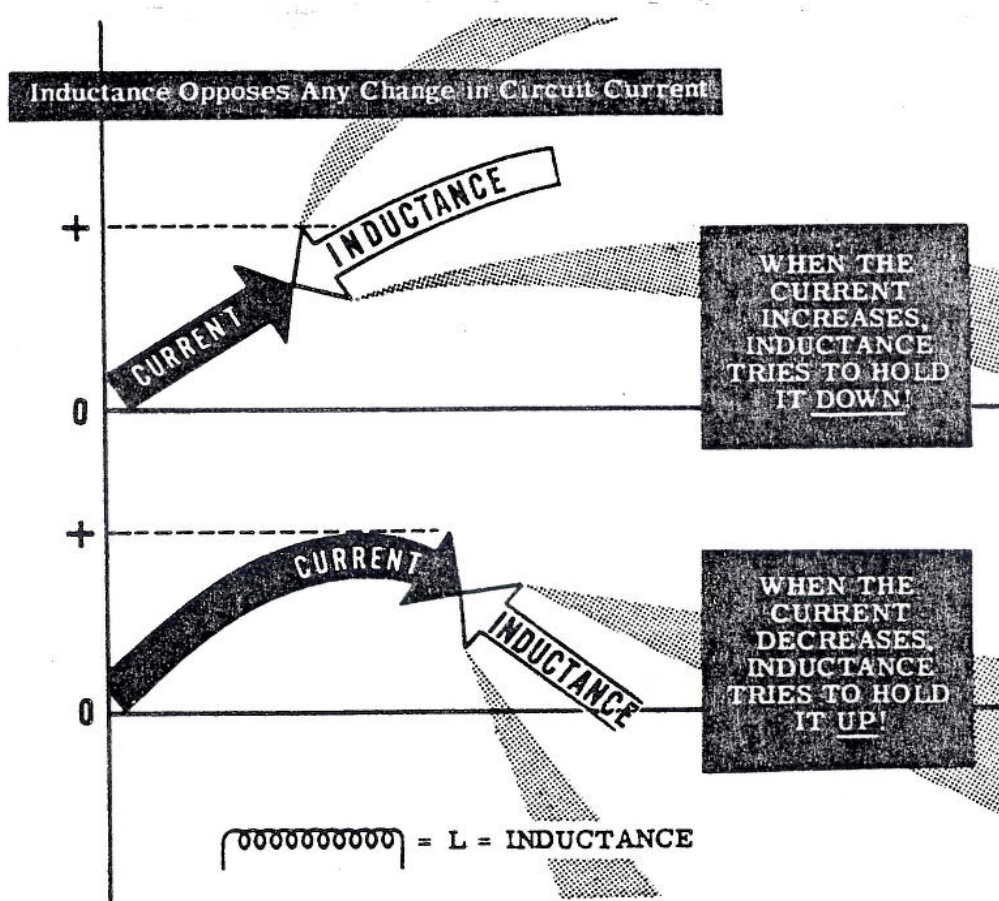 Inductance Opposes Any Change in Circuit Current
+
INDUCTANCE
CURRENT
0
WHEN THE
CURRENT
INCREASES,
INDUCTANCE
TRIES TO HOLD
IT DOWN!
+
CURRENT
INDUCTANCE
0
WHEN THE
CURRENT
DECREASES,
INDUCTANCE
TRIES TO HOLD
IT UP!
= L = INDUCTANCE